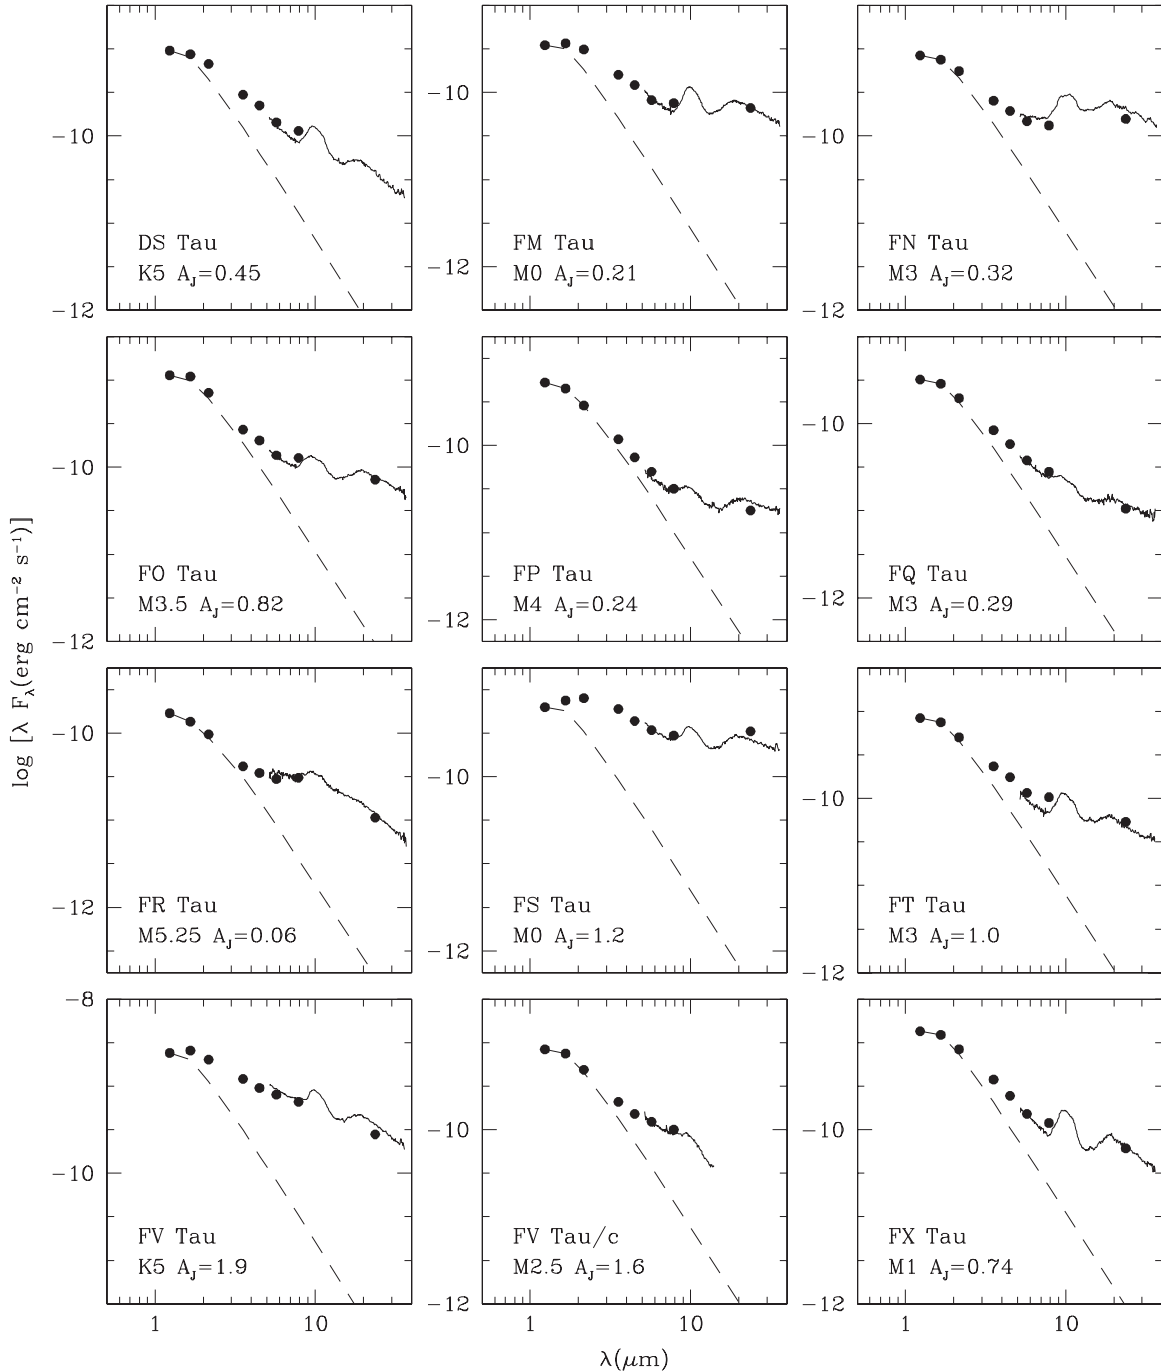 log [λ F_λ(erg cm⁻² s⁻¹)]
−10
−12
DS Tau
K5 A_J=0.45
−10
−12
FM Tau
M0 A_J=0.21
−10
−12
FN Tau
M3 A_J=0.32
−10
−12
FO Tau
M3.5 A_J=0.82
−10
−12
FP Tau
M4 A_J=0.24
−10
−12
FQ Tau
M3 A_J=0.29
−10
−12
FR Tau
M5.25 A_J=0.06
−10
−12
FS Tau
M0 A_J=1.2
−10
−12
FT Tau
M3 A_J=1.0
−8
−10
FV Tau
K5 A_J=1.9
1 10
−10
−12
FV Tau/c
M2.5 A_J=1.6
1 10
−10
−12
FX Tau
M1 A_J=0.74
1 10
λ(μm)